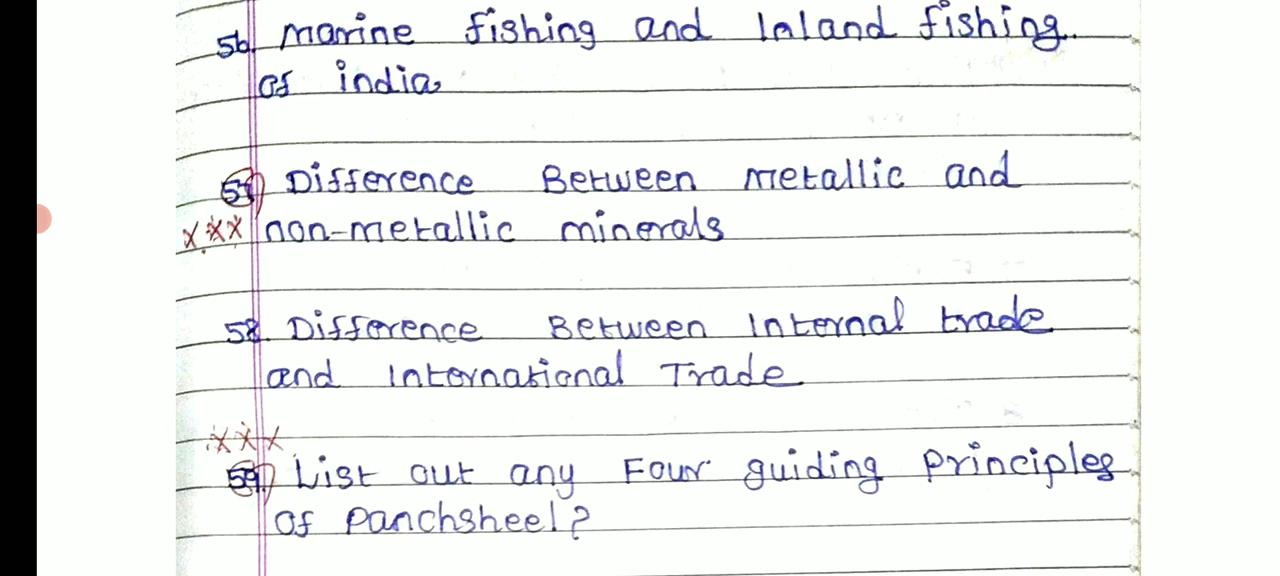 56. Marine fishing and Inland fishing
of india
57) Difference Between metallic and
xxx non-metallic minerals
58. Difference Between Internal trade
and International Trade
xxx
59) List out any Four guiding principles
of Panchsheel?